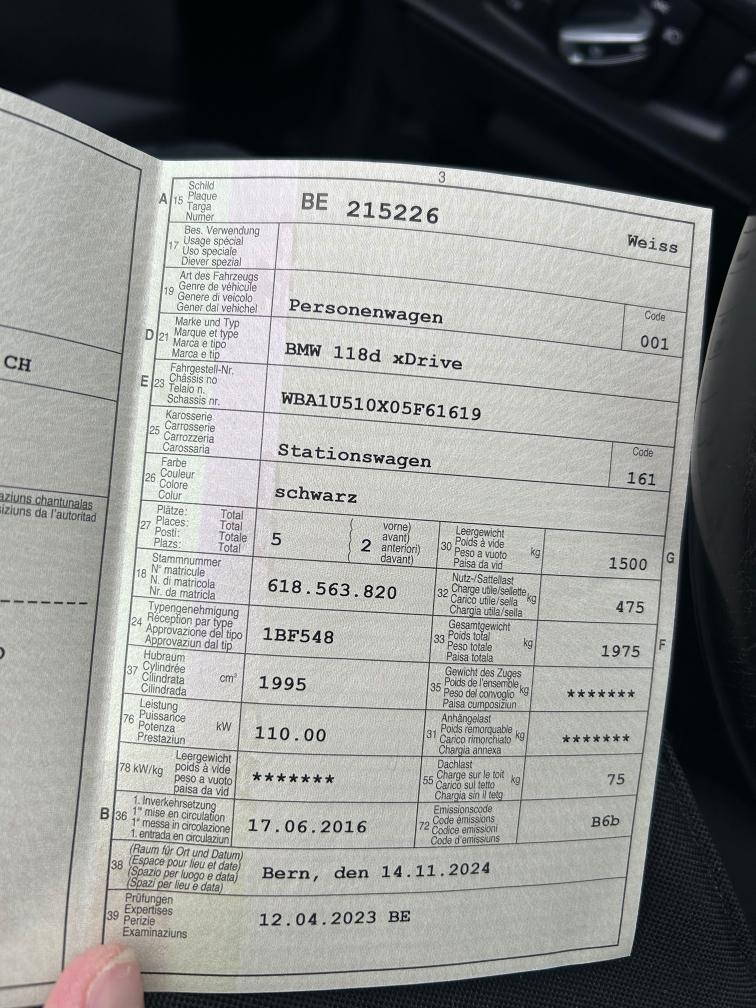 3
A 15 Schild
Plaque
Targa
Numer
BE 215226
Weiss
17 Bes. Verwendung
Usage spécial
Uso speciale
Diever spezial
19 Art des Fahrzeugs
Genre de véhicule
Genere di veicolo
Gener dal vehichel
Personenwagen
Code
001
D 21 Marke und Typ
Marque et type
Marca e tipo
Marca e tip
BMW 118d xDrive
E 23 Fahrgestell-Nr.
Châssis no
Telaio n.
Schassis nr.
WBA1U510X05F61619
25 Karosserie
Carrosserie
Carrozzeria
Carossaria
Stationswagen
Code
161
26 Farbe
Couleur
Colore
Colur
schwarz
27 Plätze: Total
Places: Total
Posti: Totale
Plazs: Total
5
2
vorne)
avant)
anteriori)
davant)
30 Leergewicht
Poids à vide
Peso a vuoto
Paisa da vid
kg
1500
G
18 Stammnummer
N° matricule
N. di matricola
Nr. da matricla
618.563.820
32 Nutz-/Sattellast
Charge utile/sellette
Carico utile/sella
Chargia utila/sella
kg
475
24 Typengenehmigung
Réception par type
Approvazione del tipo
Approvaziun dal tip
1BF548
33 Gesamtgewicht
Poids total
Peso totale
Paisa totala
kg
1975
F
37 Hubraum
Cylindrée
Cilindrata
Cilindrada
cm³
1995
35 Gewicht des Zuges
Poids de l'ensemble
Peso del convoglio
Paisa cumposiziun
kg
*******
76 Leistung
Puissance
Potenza
Prestaziun
kW
110.00
31 Anhängelast
Poids remorquable
Carico rimorchiato
Chargia annexa
kg
*******
78 kW/kg
Leergewicht
poids à vide
peso a vuoto
paisa da vid
*******
55 Dachlast
Charge sur le toit
Carico sul tetto
Chargia sin il tetg
kg
75
B 36 1. Inverkehrsetzung
1re mise en circulation
1a messa in circolazione
1. entrada en circulaziun
17.06.2016
72 Emissionscode
Code émissions
Codice emissioni
Code d'emissiuns
B6b
38 (Raum für Ort und Datum)
(Espace pour lieu et date)
(Spazio per luogo e data)
(Spazi per lieu e data)
Bern, den 14.11.2024
39 Prüfungen
Expertises
Perizie
Examinaziuns
12.04.2023 BE
CH
aziuns chantunalas
siziuns da l'autoritad